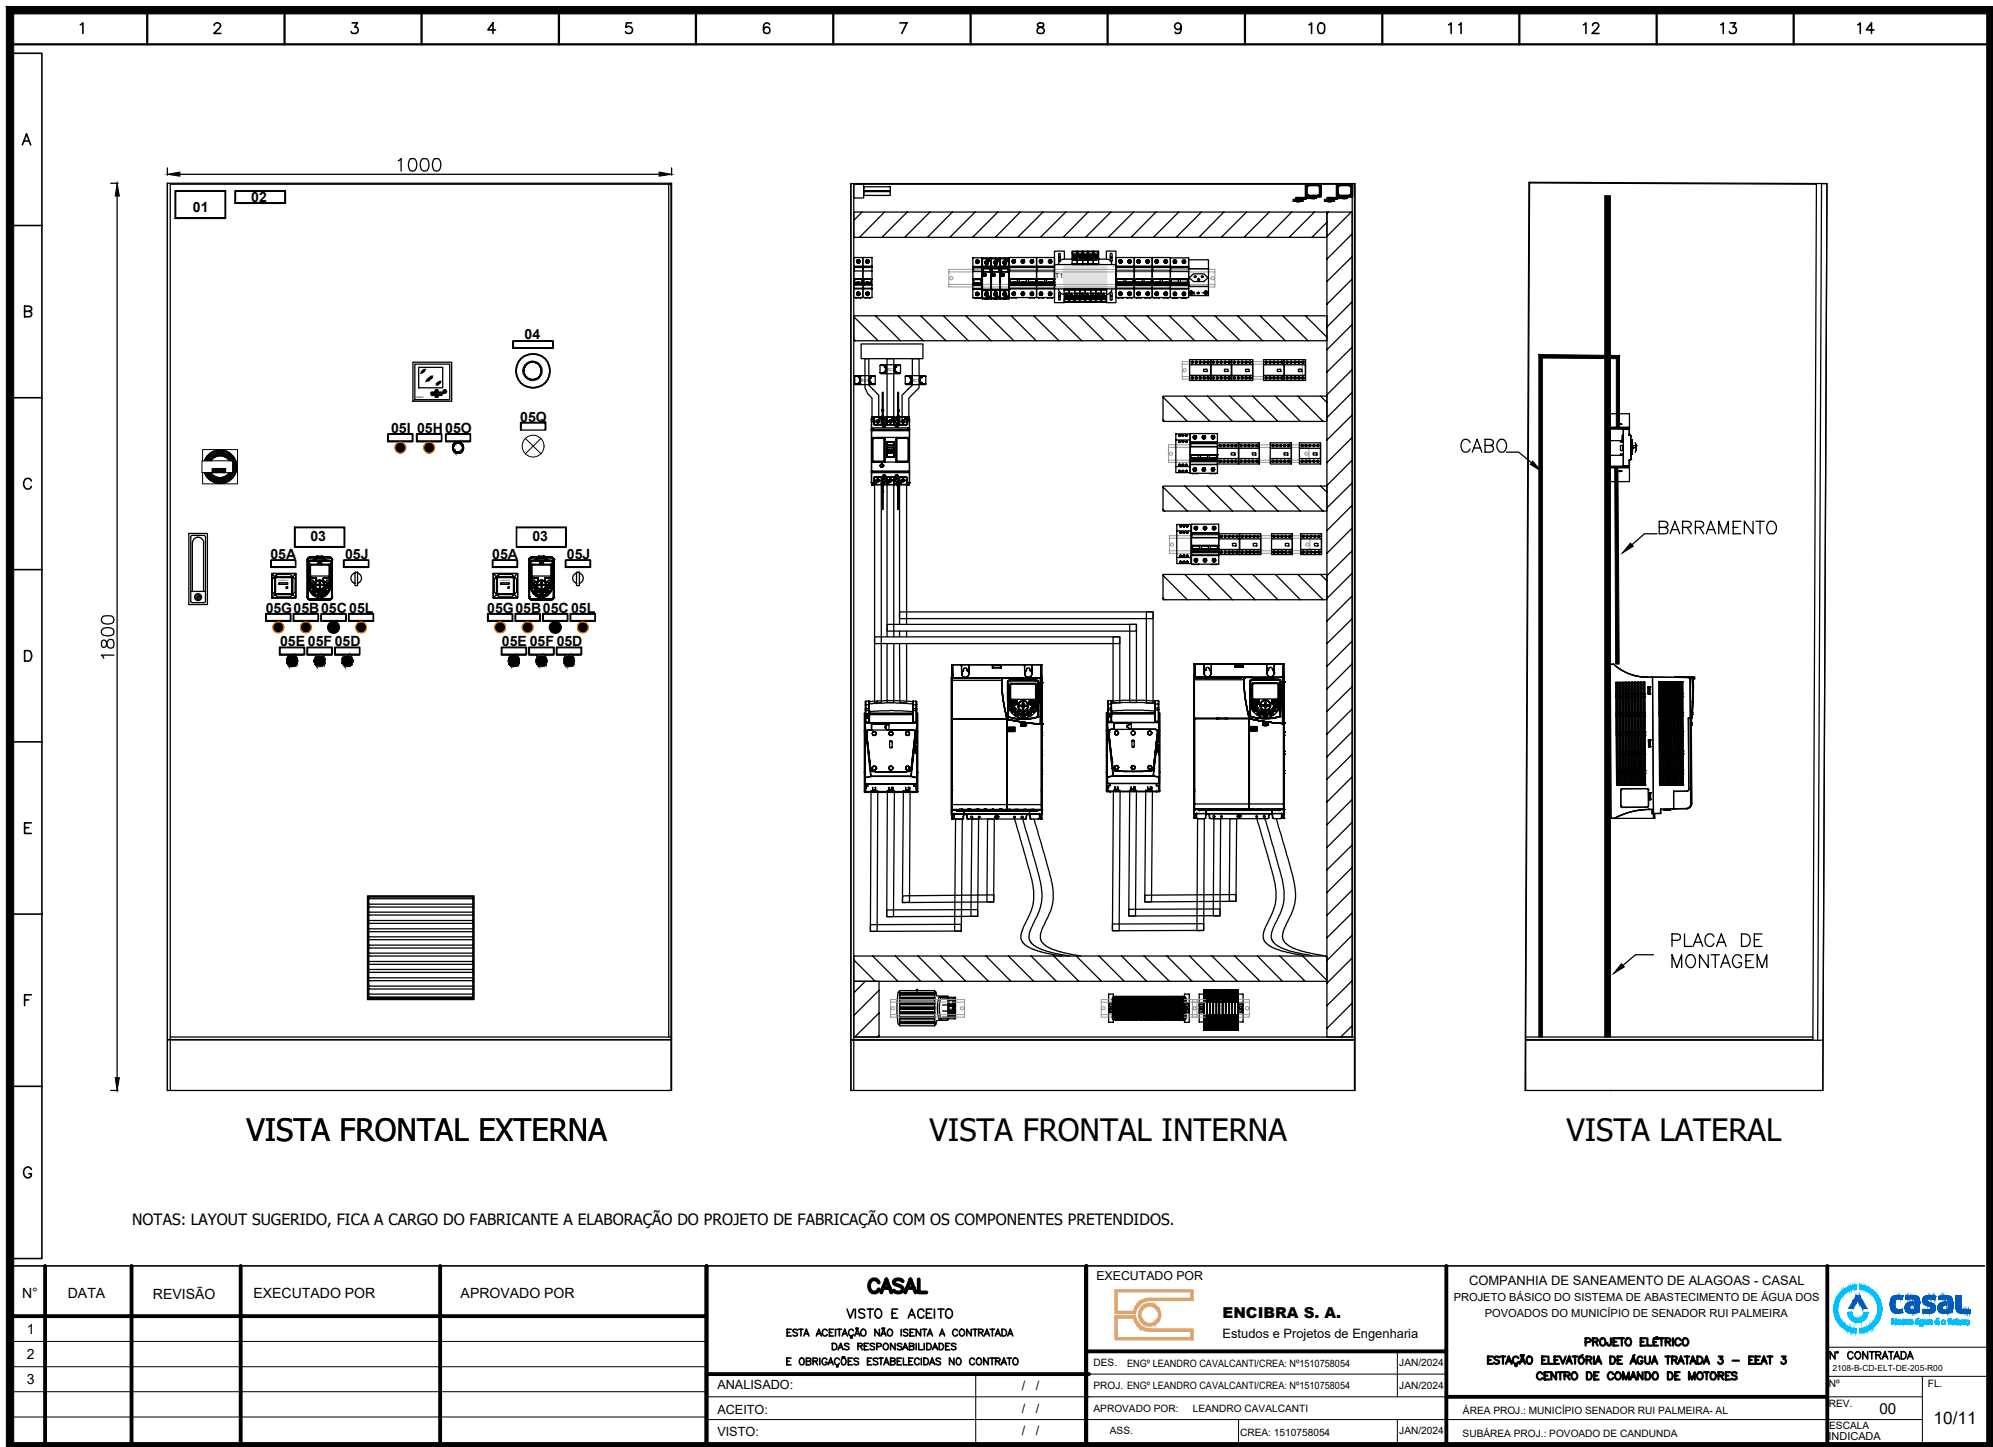 1 2 3 4 5 6 7 8 9 10 11 12 13 14
A
B
C
D
E
F
G
1000
1800
01
02
04
05I 05H 05O
05Q
03
05A 05J
05G 05B 05C 05L
05E 05F 05D
03
05A 05J
05G 05B 05C 05L
05E 05F 05D
T1
CABO
BARRAMENTO
PLACA DE
MONTAGEM
VISTA FRONTAL EXTERNA
VISTA FRONTAL INTERNA
VISTA LATERAL
NOTAS: LAYOUT SUGERIDO, FICA A CARGO DO FABRICANTE A ELABORAÇÃO DO PROJETO DE FABRICAÇÃO COM OS COMPONENTES PRETENDIDOS.
N° DATA REVISÃO EXECUTADO POR APROVADO POR
1
2
3
CASAL
VISTO E ACEITO
ESTA ACEITAÇÃO NÃO ISENTA A CONTRATADA
DAS RESPONSABILIDADES
E OBRIGAÇÕES ESTABELECIDAS NO CONTRATO
ANALISADO: / /
ACEITO: / /
VISTO: / /
EXECUTADO POR
ENCIBRA S. A.
Estudos e Projetos de Engenharia
DES. ENGº LEANDRO CAVALCANTI/CREA: Nº1510758054 JAN/2024
PROJ. ENGº LEANDRO CAVALCANTI/CREA: Nº1510758054 JAN/2024
APROVADO POR: LEANDRO CAVALCANTI
ASS. CREA: 1510758054 JAN/2024
COMPANHIA DE SANEAMENTO DE ALAGOAS - CASAL
PROJETO BÁSICO DO SISTEMA DE ABASTECIMENTO DE ÁGUA DOS
POVOADOS DO MUNICÍPIO DE SENADOR RUI PALMEIRA
PROJETO ELÉTRICO
ESTAÇÃO ELEVATÓRIA DE ÁGUA TRATADA 3 – EEAT 3
CENTRO DE COMANDO DE MOTORES
ÁREA PROJ.: MUNICÍPIO SENADOR RUI PALMEIRA- AL
SUBÁREA PROJ.: POVOADO DE CANDUNDA
casal
Nossa água é o futuro
N° CONTRATADA
2108-B-CD-ELT-DE-205-R00
Nº FL.
REV. 00
10/11
ESCALA
INDICADA